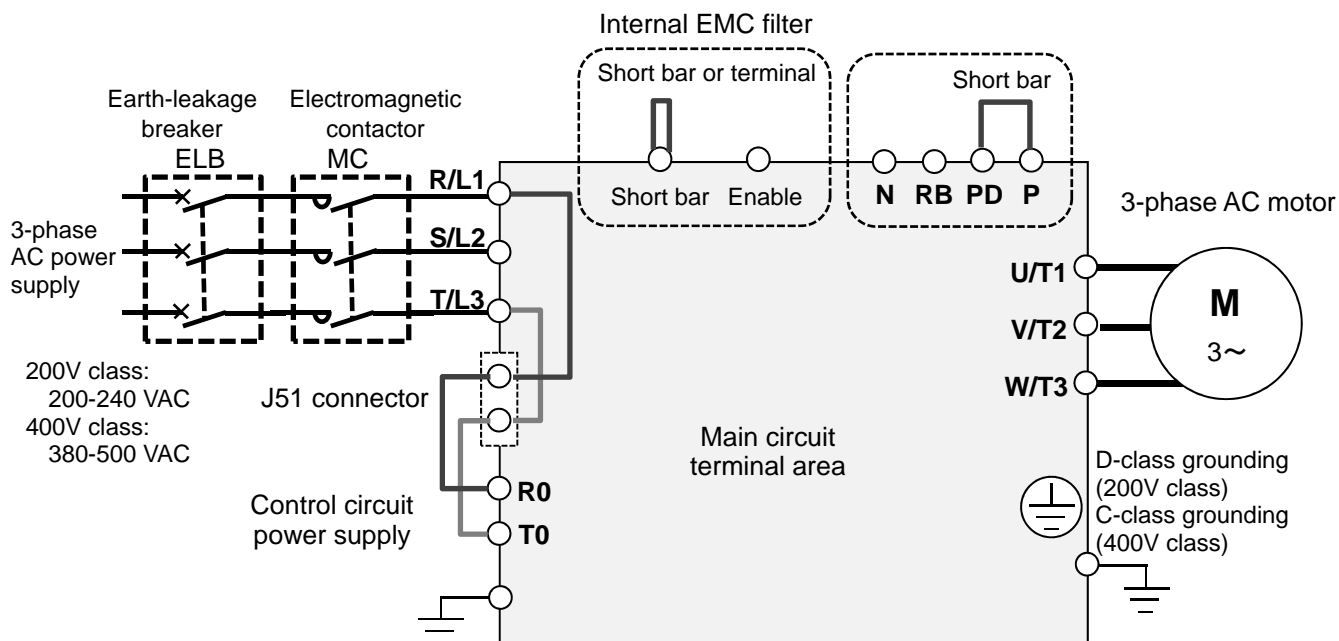 Internal EMC filter
Short bar or terminal
Short bar
Earth-leakage
breaker
ELB
Electromagnetic
contactor
MC
R/L1
Short bar
Enable
N
RB
PD
P
3-phase AC motor
3-phase
AC power
supply
S/L2
T/L3
U/T1
V/T2
W/T3
M
3～
200V class:
200-240 VAC
400V class:
380-500 VAC
J51 connector
Main circuit
terminal area
Control circuit
power supply
R0
T0
D-class grounding
(200V class)
C-class grounding
(400V class)